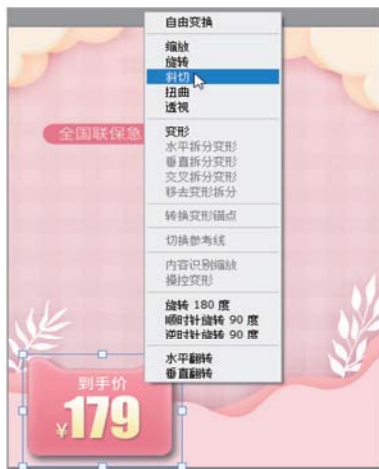 自由变换
缩放
旋转
斜切
扭曲
透视
变形
水平拆分变形
垂直拆分变形
交叉拆分变形
移去变形拆分
转换变形锚点
切换参考线
内容识别缩放
操控变形
旋转 180 度
顺时针旋转 90 度
逆时针旋转 90 度
水平翻转
垂直翻转
全国联保急
到手价
¥179